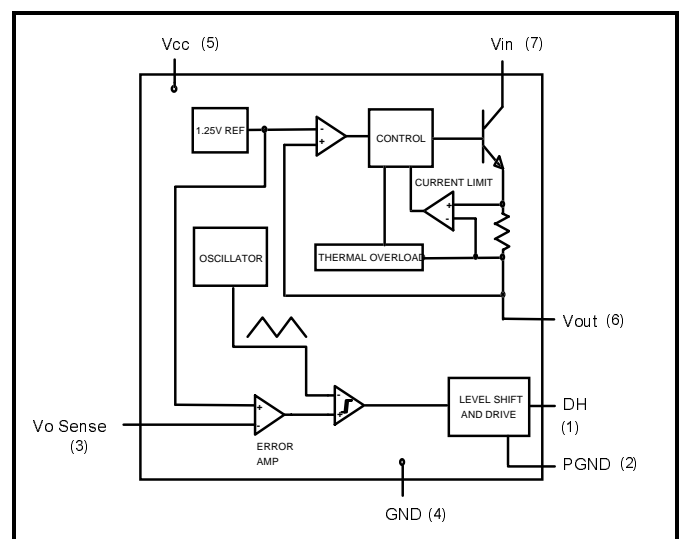 Vcc (5)
Vin (7)
1.25V REF
-
+
CONTROL
CURRENT LIMIT
+
-
OSCILLATOR
THERMAL OVERLOAD
Vout (6)
-
+
LEVEL SHIFT
AND DRIVE
DH
(1)
+
-
Vo Sense
(3)
ERROR
AMP
PGND (2)
GND (4)